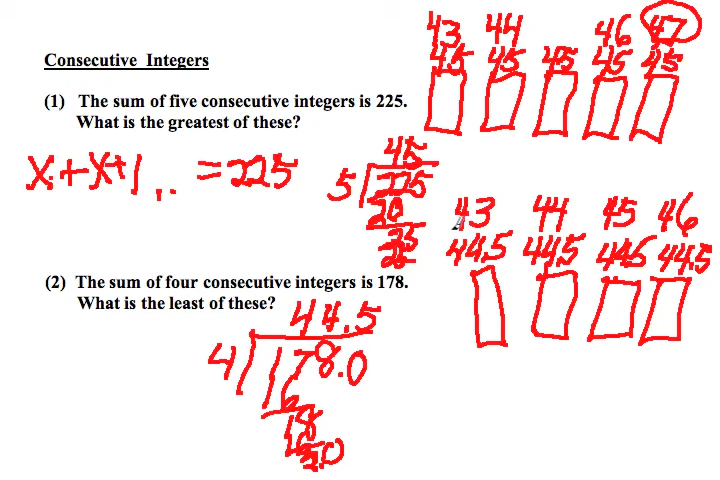 43 44 46 47
45 45 45 45 45
Consecutive Integers
(1) The sum of five consecutive integers is 225.
What is the greatest of these?
x+x+1.. =225
45
5 225
20
25
25
43 44 45 46
44.5 44.5 44.5 44.5
(2) The sum of four consecutive integers is 178.
What is the least of these?
44.5
4 178.0
16
18
16
20